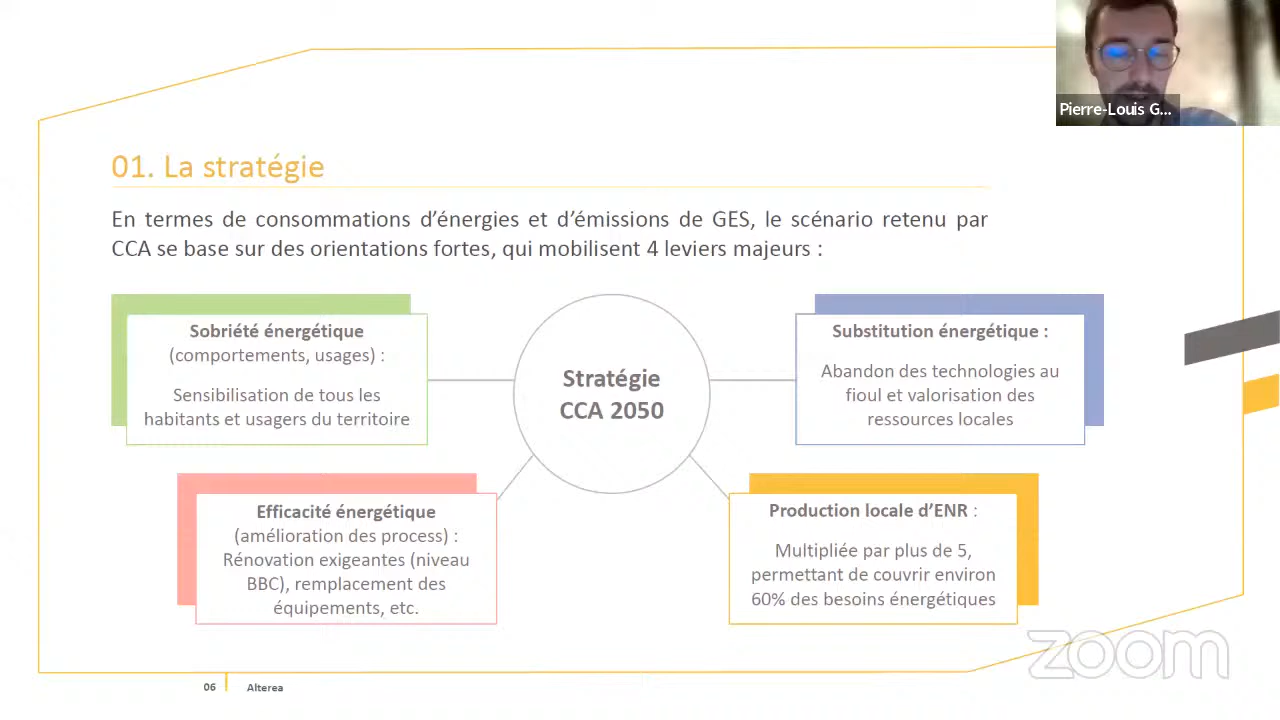 Pierre-Louis G...
01. La stratégie
En termes de consommations d'énergies et d'émissions de GES, le scénario retenu par
CCA se base sur des orientations fortes, qui mobilisent 4 leviers majeurs :
Sobriété énergétique
(comportements, usages) :
Sensibilisation de tous les
habitants et usagers du territoire
Stratégie
CCA 2050
Substitution énergétique :
Abandon des technologies au
fioul et valorisation des
ressources locales
Efficacité énergétique
(amélioration des process) :
Rénovation exigeantes (niveau
BBC), remplacement des
équipements, etc.
Production locale d'ENR :
Multipliée par plus de 5,
permettant de couvrir environ
60% des besoins énergétiques
zoom
06 Alterea